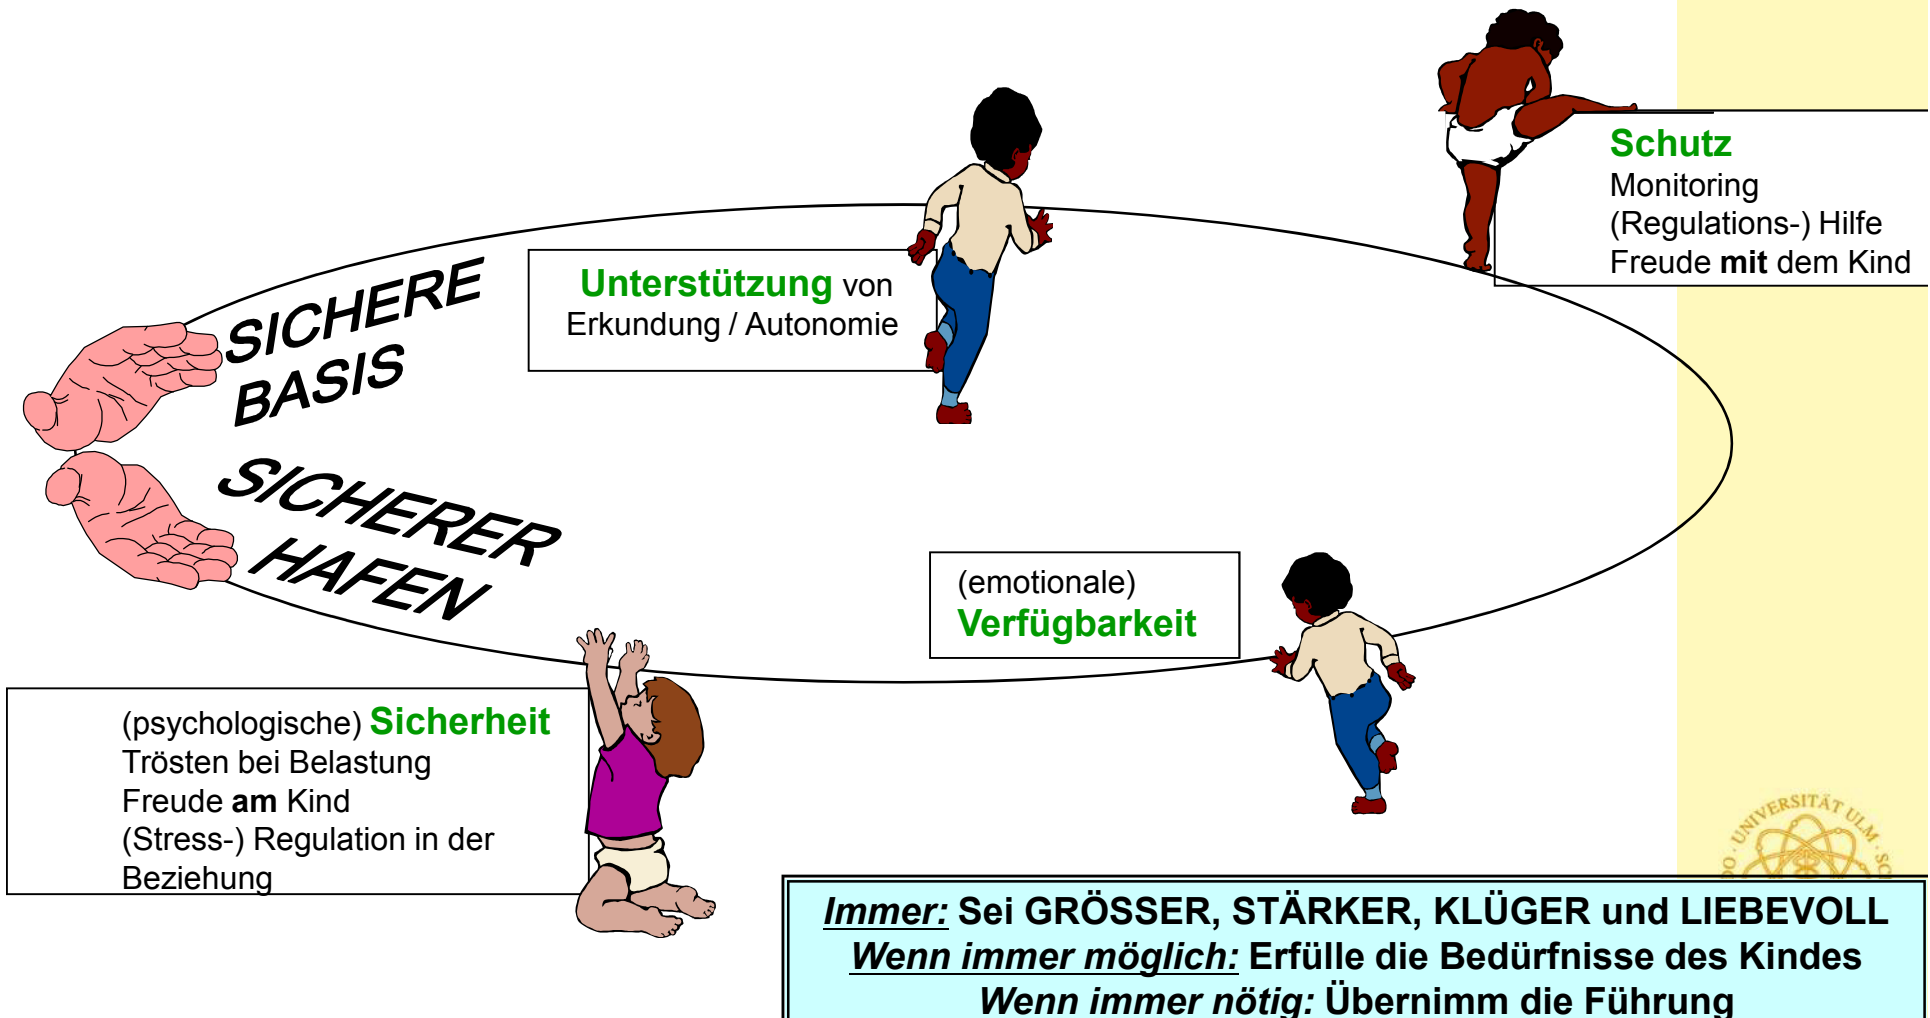 Schutz
Monitoring
(Regulations-) Hilfe
Freude mit dem Kind
Unterstützung von
Erkundung / Autonomie
SICHERE
BASIS
SICHERER
HAFEN
(emotionale)
Verfügbarkeit
(psychologische) Sicherheit
Trösten bei Belastung
Freude am Kind
(Stress-) Regulation in der
Beziehung
UNIVERSITÄT ULM
Immer: Sei GRÖSSER, STÄRKER, KLÜGER und LIEBEVOLL
Wenn immer möglich: Erfülle die Bedürfnisse des Kindes
Wenn immer nötig: Übernimm die Führung